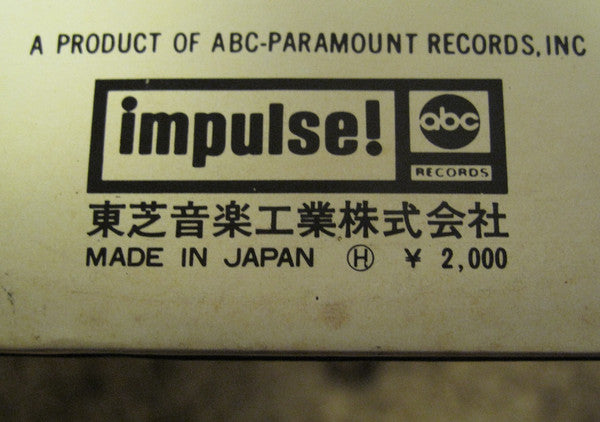 A PRODUCT OF ABC-PARAMOUNT RECORDS, INC
impulse!
abc
RECORDS
東芝音楽工業株式会社
MADE IN JAPAN Ⓗ ¥ 2,000